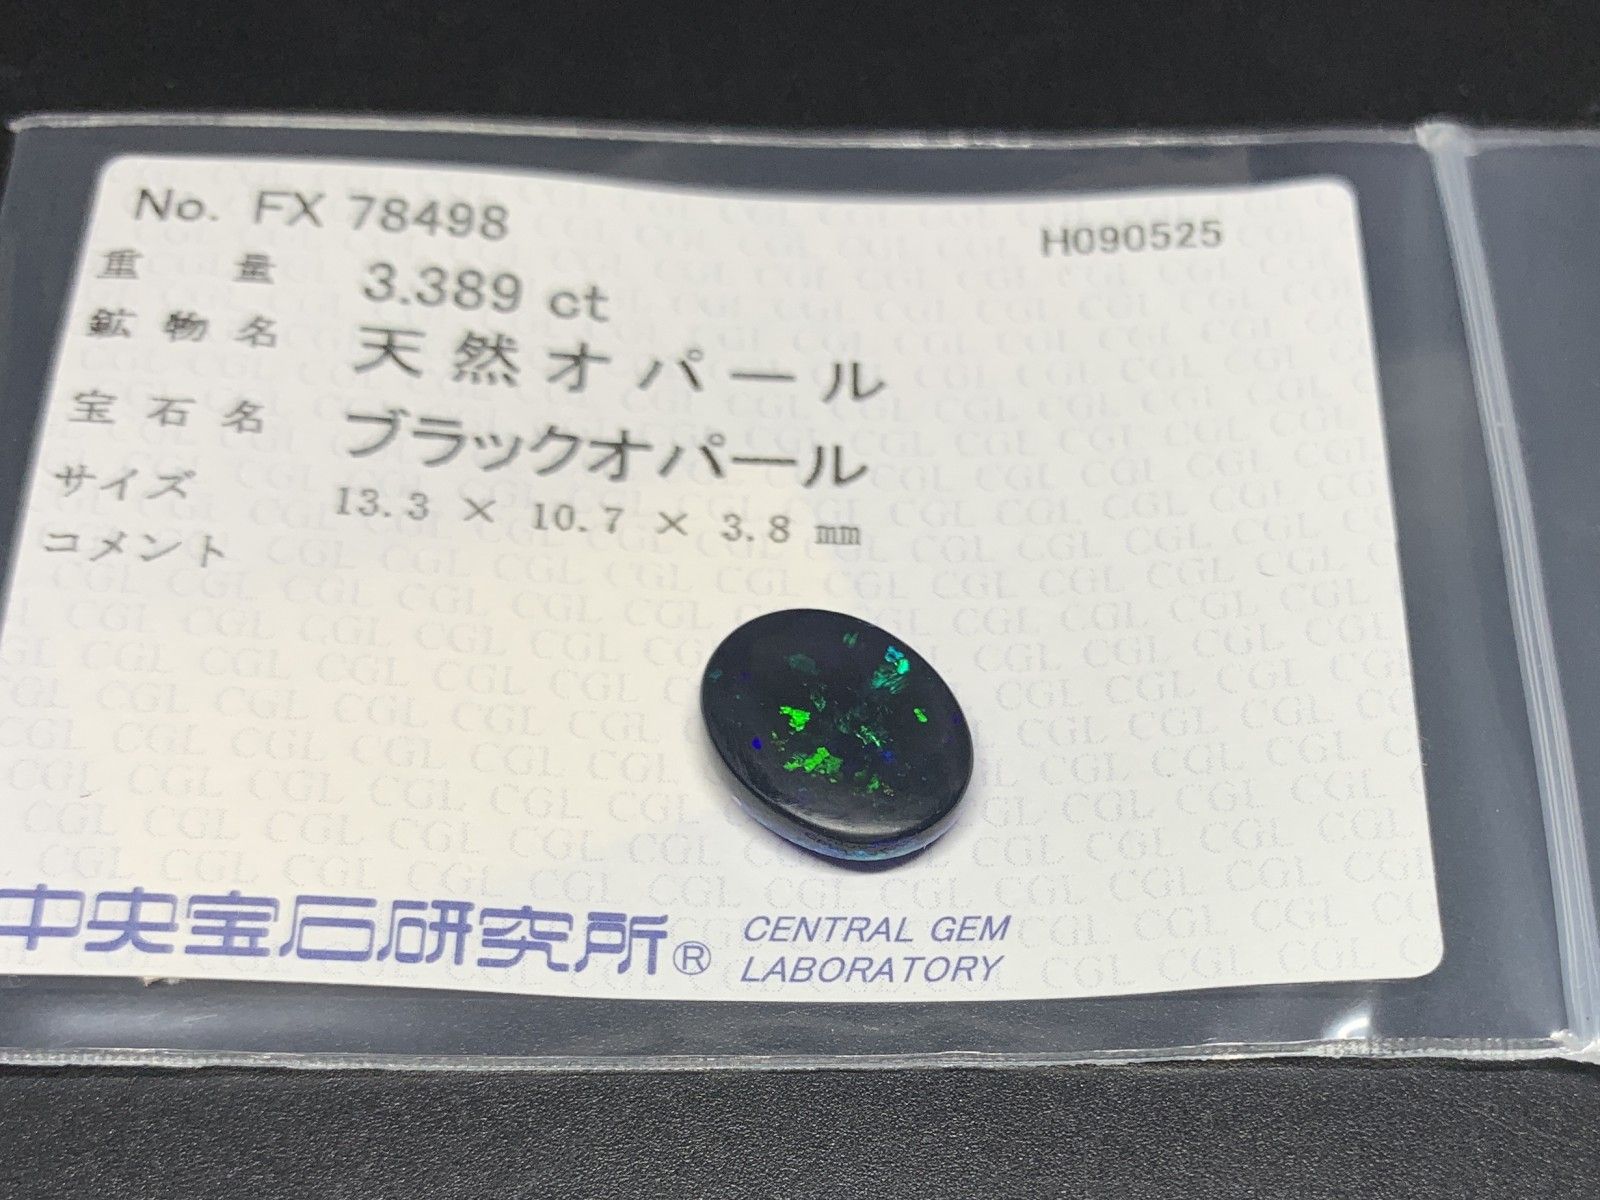 No. FX 78498 H090525
重量 3.389 ct
鉱物名 天然オパール
宝石名 ブラックオパール
サイズ 13.3 × 10.7 × 3.8 mm
コメント
中央宝石研究所® CENTRAL GEM
LABORATORY